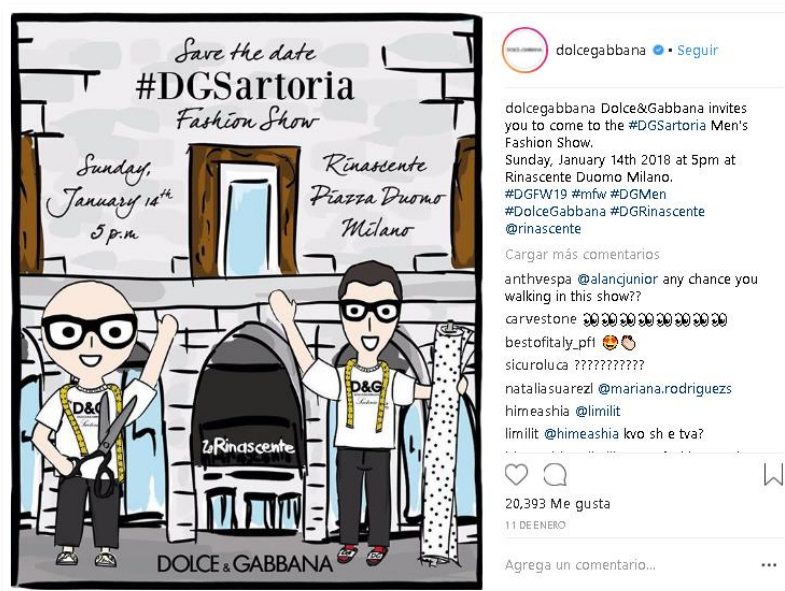 Save the date
#DGSartoria
Fashion Show
Sunday,
January 14th
5 p.m
Rinascente
Piazza Duomo
Milano
D&G
D&G
La Rinascente
DOLCE & GABBANA
dolcegabbana • Seguir
dolcegabbana Dolce&Gabbana invites
you to come to the #DGSartoria Men's
Fashion Show.
Sunday, January 14th 2018 at 5pm at
Rinascente Duomo Milano.
#DGFW19 #mfw #DGMen
#DolceGabbana #DGRinascente
@rinascente
Cargar más comentarios
anthvespa @alancjunior any chance you
walking in this show??
carvestone 👀👀👀👀👀👀👀👀
bestofitaly_pf1 🤩👏🏻
sicuroluca ???????????
nataliasuarezl @mariana.rodriguezs
himeashia @limilit
limilit @himeashia kvo sh e tva?
20,393 Me gusta
11 DE ENERO
Agrega un comentario...